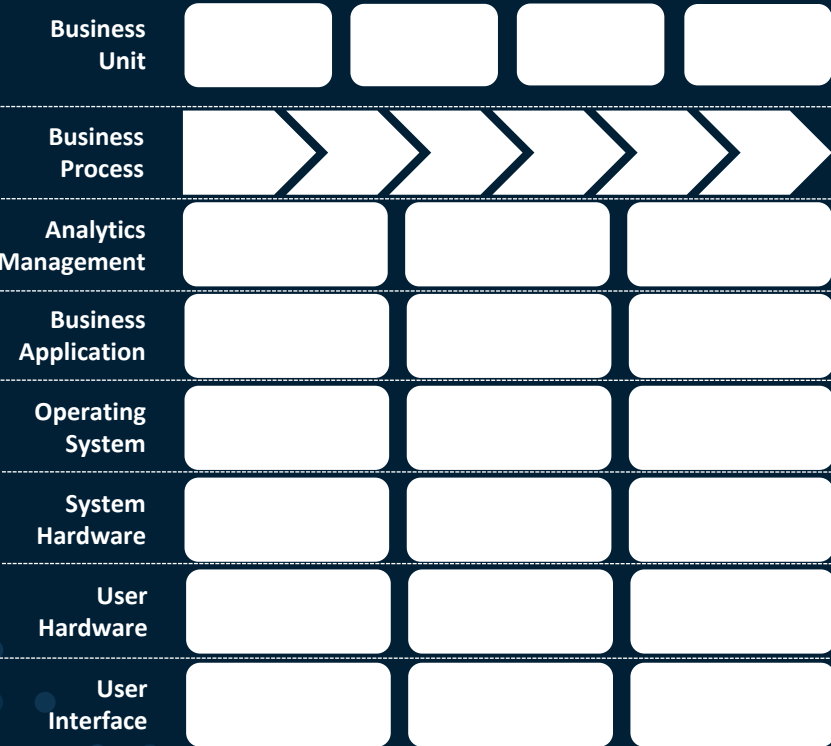 Business
Unit
Business
Process
Analytics
Management
Business
Application
Operating
System
System
Hardware
User
Hardware
User
Interface